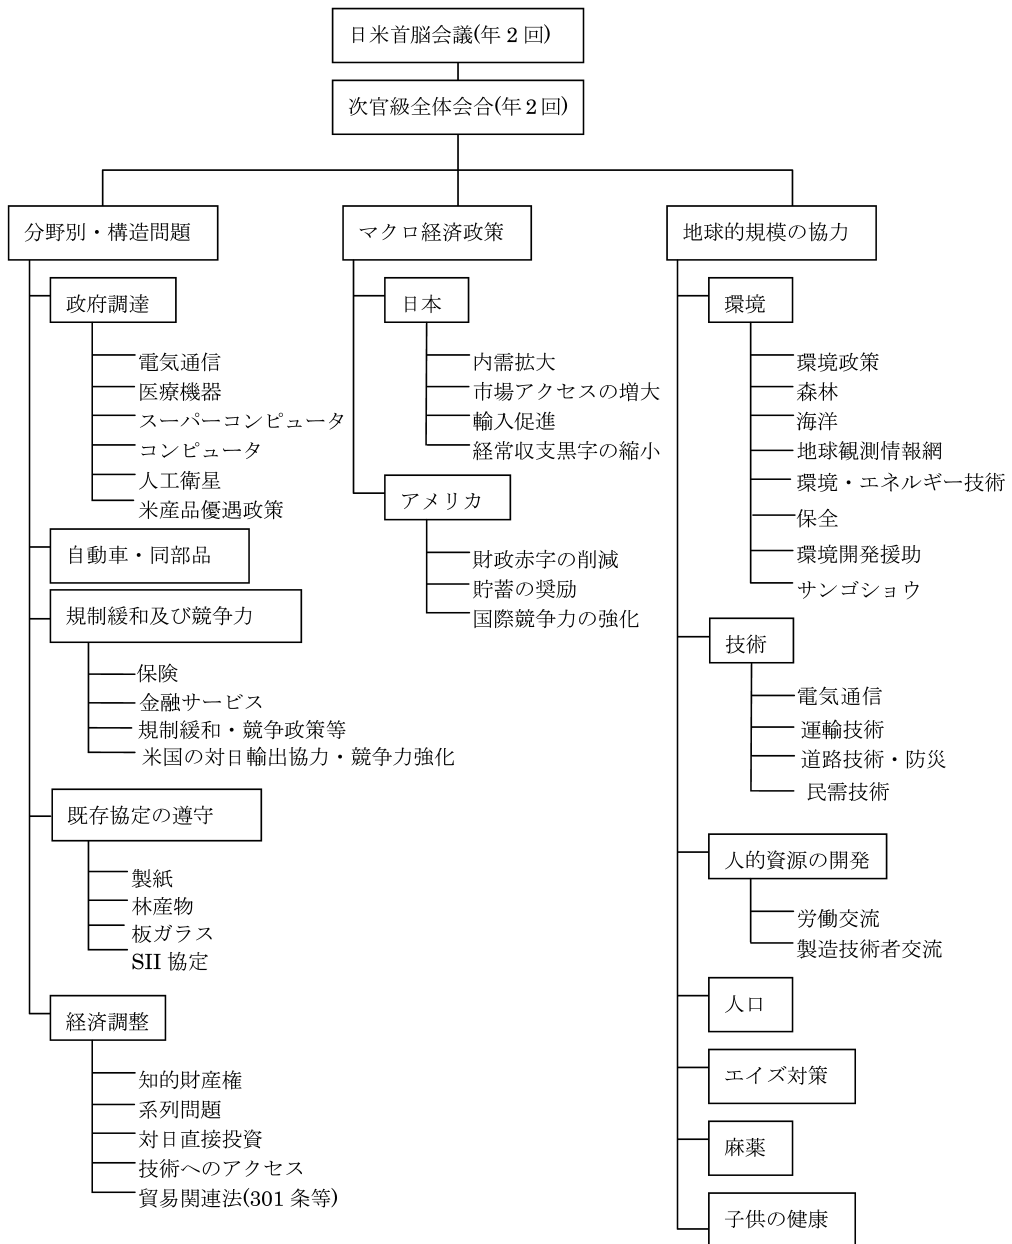 日米首脳会議(年2回)
次官級全体会合(年2回)
分野別・構造問題
政府調達
電気通信
医療機器
スーパーコンピュータ
コンピュータ
人工衛星
米産品優遇政策
自動車・同部品
規制緩和及び競争力
保険
金融サービス
規制緩和・競争政策等
米国の対日輸出協力・競争力強化
既存協定の遵守
製紙
林産物
板ガラス
SII 協定
経済調整
知的財産権
系列問題
対日直接投資
技術へのアクセス
貿易関連法(301 条等)
マクロ経済政策
日本
内需拡大
市場アクセスの増大
輸入促進
経常収支黒字の縮小
アメリカ
財政赤字の削減
貯蓄の奨励
国際競争力の強化
地球的規模の協力
環境
環境政策
森林
海洋
地球観測情報網
環境・エネルギー技術
保全
環境開発援助
サンゴショウ
技術
電気通信
運輸技術
道路技術・防災
民需技術
人的資源の開発
労働交流
製造技術者交流
人口
エイズ対策
麻薬
子供の健康